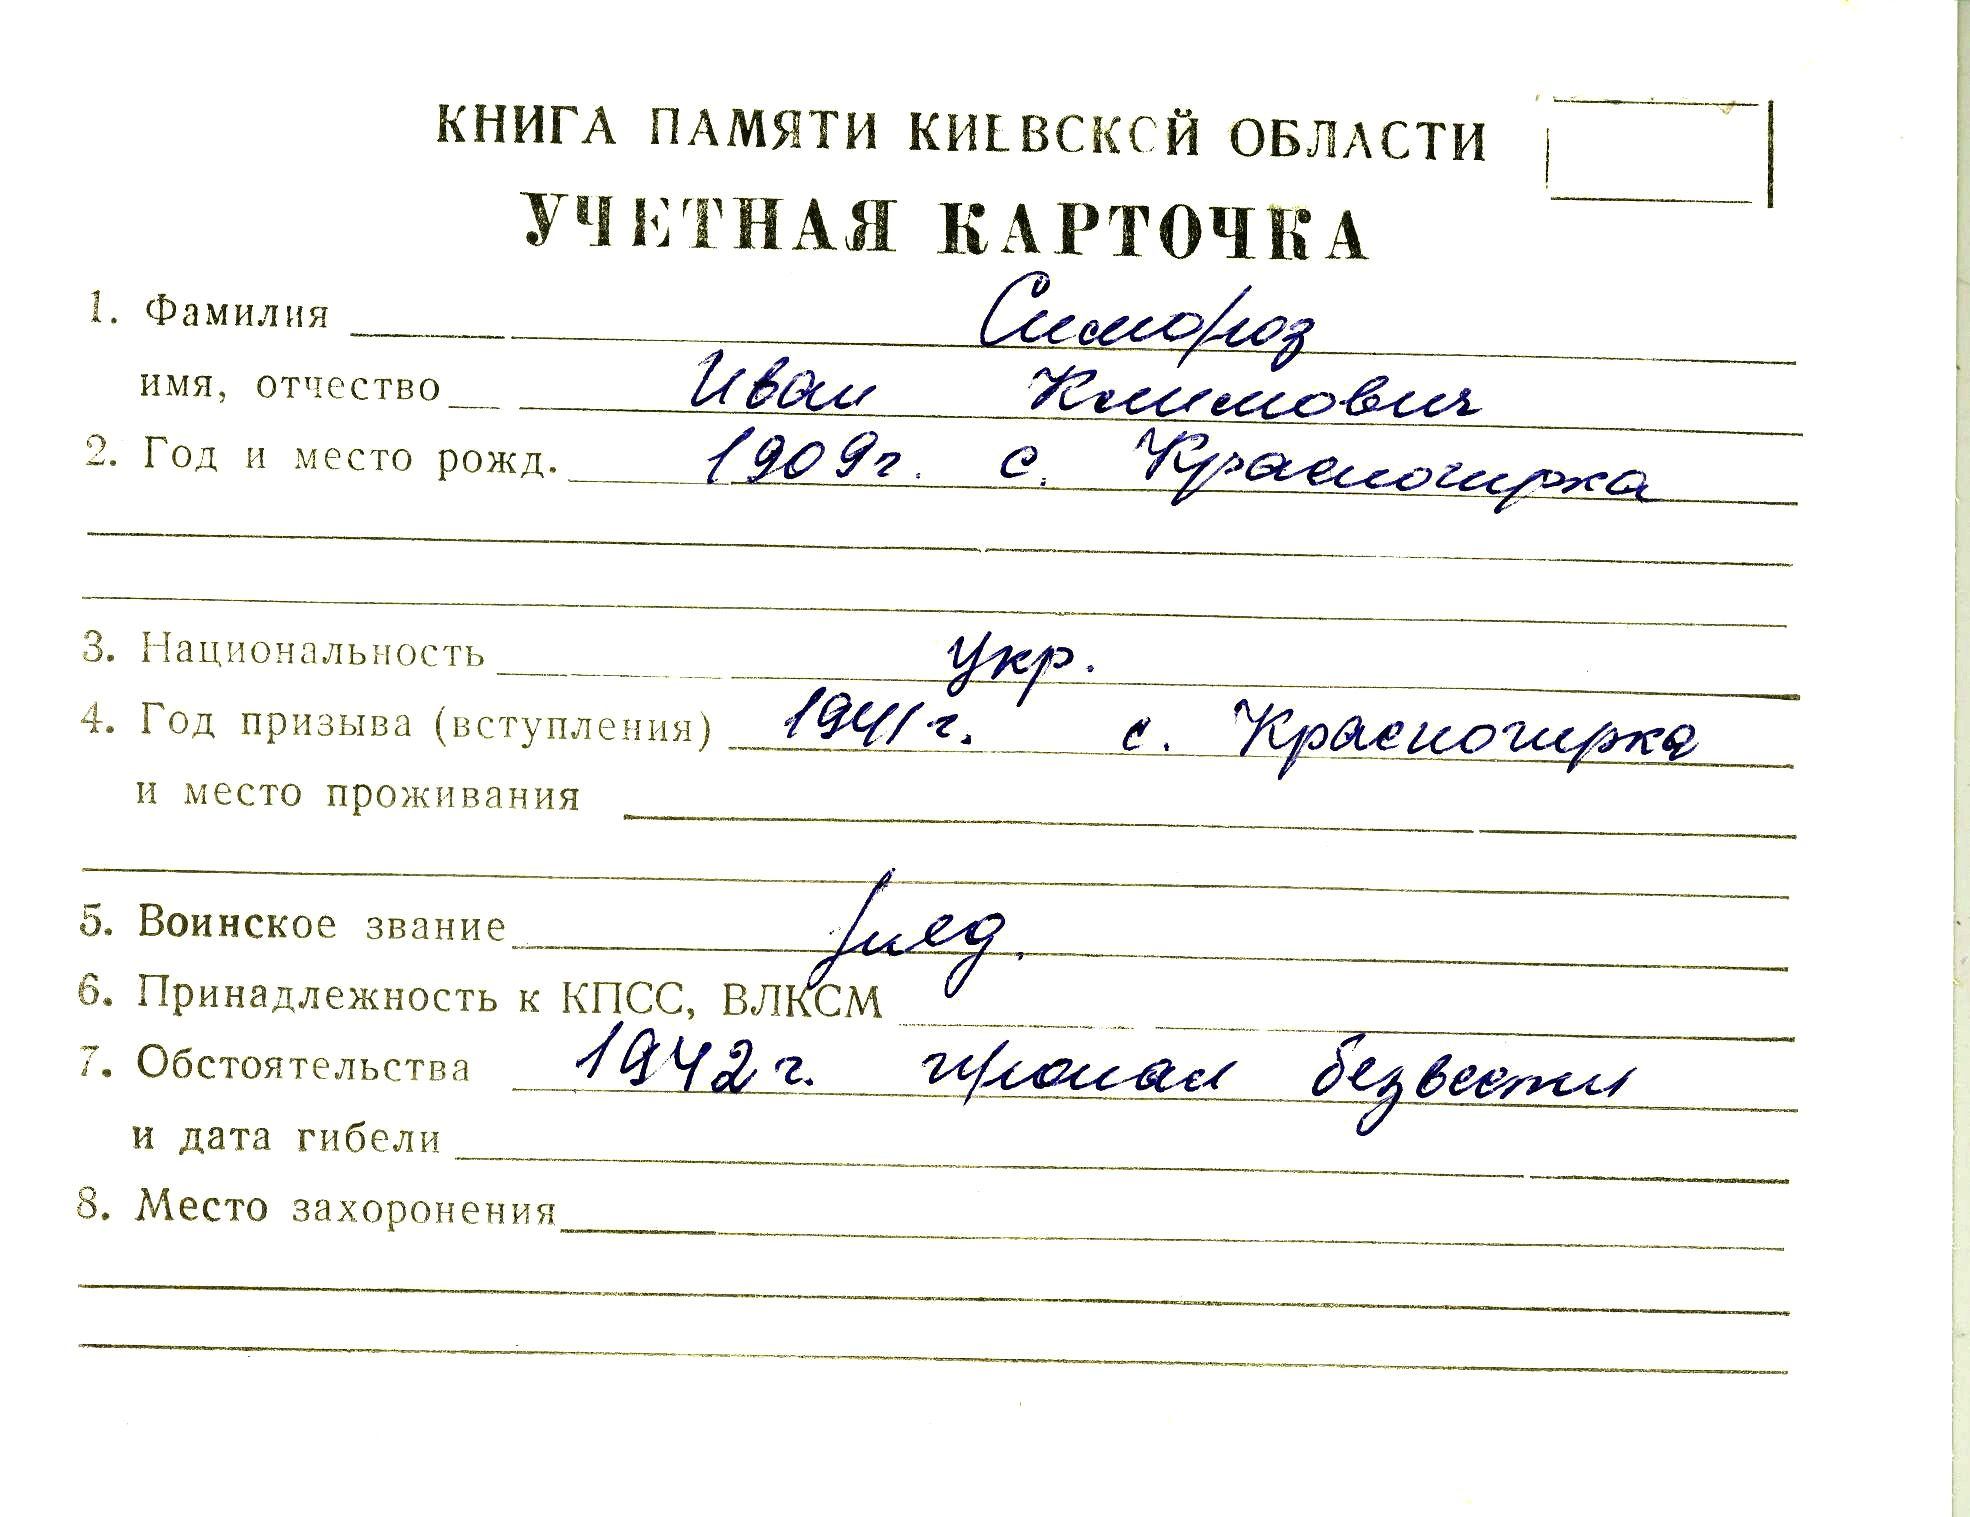 КНИГА ПАМЯТИ КИЕВСКОЙ ОБЛАСТИ
УЧЕТНАЯ КАРТОЧКА
1. Фамилия Симороз
имя, отчество Иван Климович
2. Год и место рожд. 1909г. с. Красногирка
3. Национальность Укр.
4. Год призыва (вступления) 1941г. с. Красногирка
и место проживания
5. Воинское звание ряд.
6. Принадлежность к КПСС, ВЛКСМ
7. Обстоятельства 1942г. пропал безвести
и дата гибели
8. Место захоронения